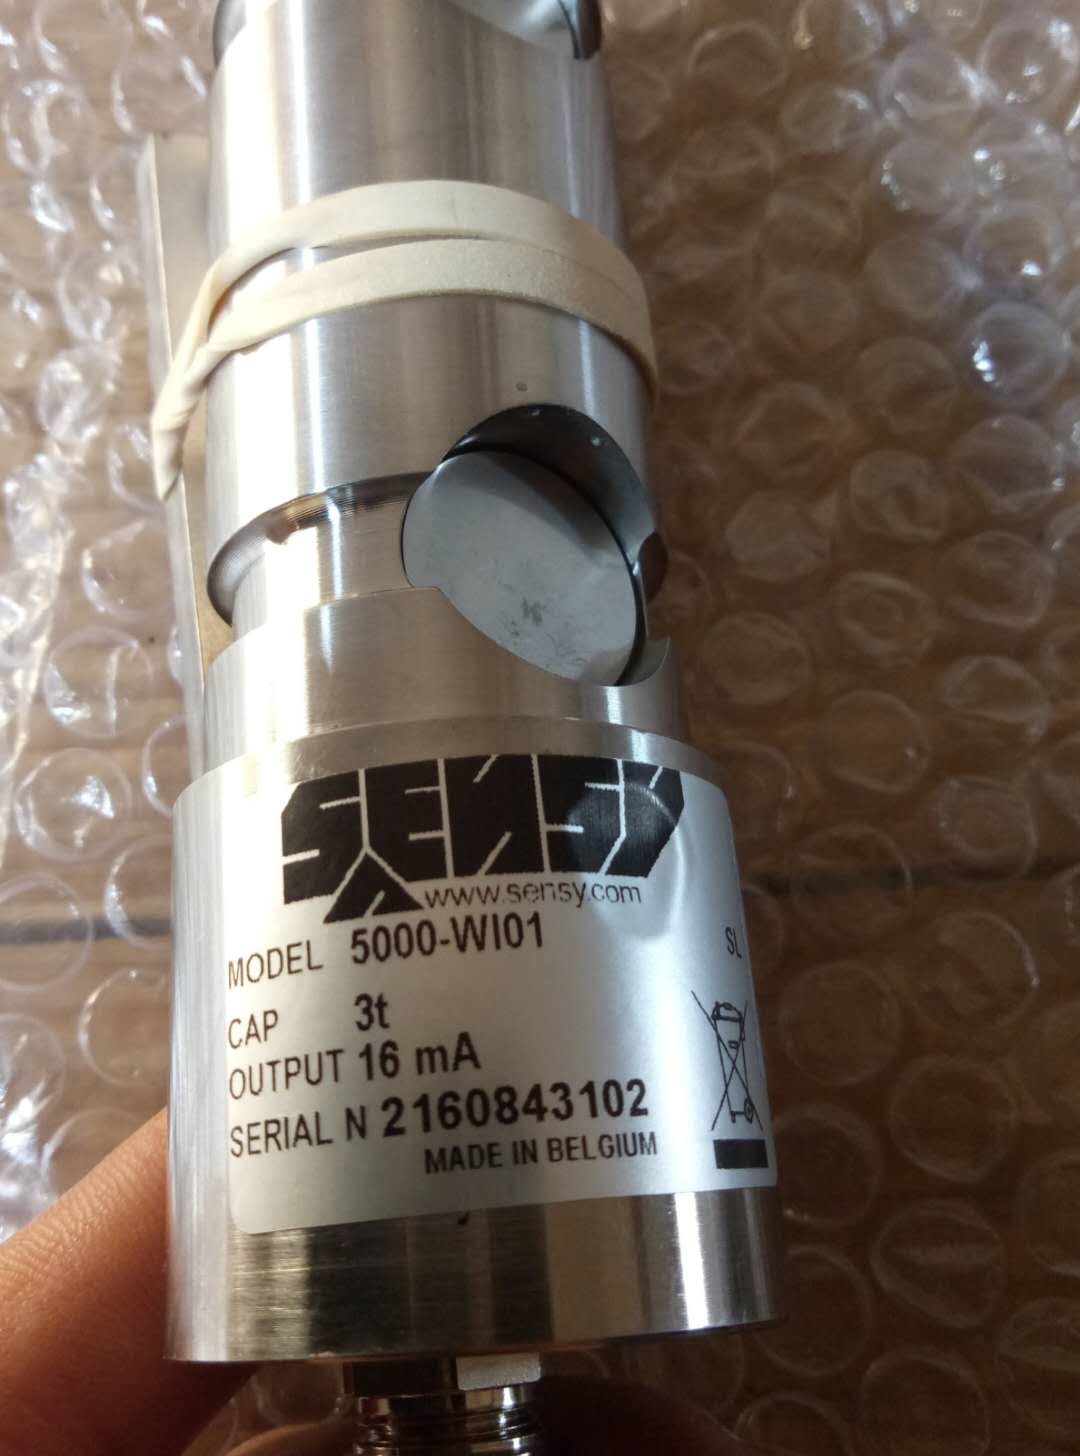 SENSY
www.sensy.com
MODEL 5000-WI01
CAP 3t
OUTPUT 16 mA
SERIAL N 2160843102
MADE IN BELGIUM
SL